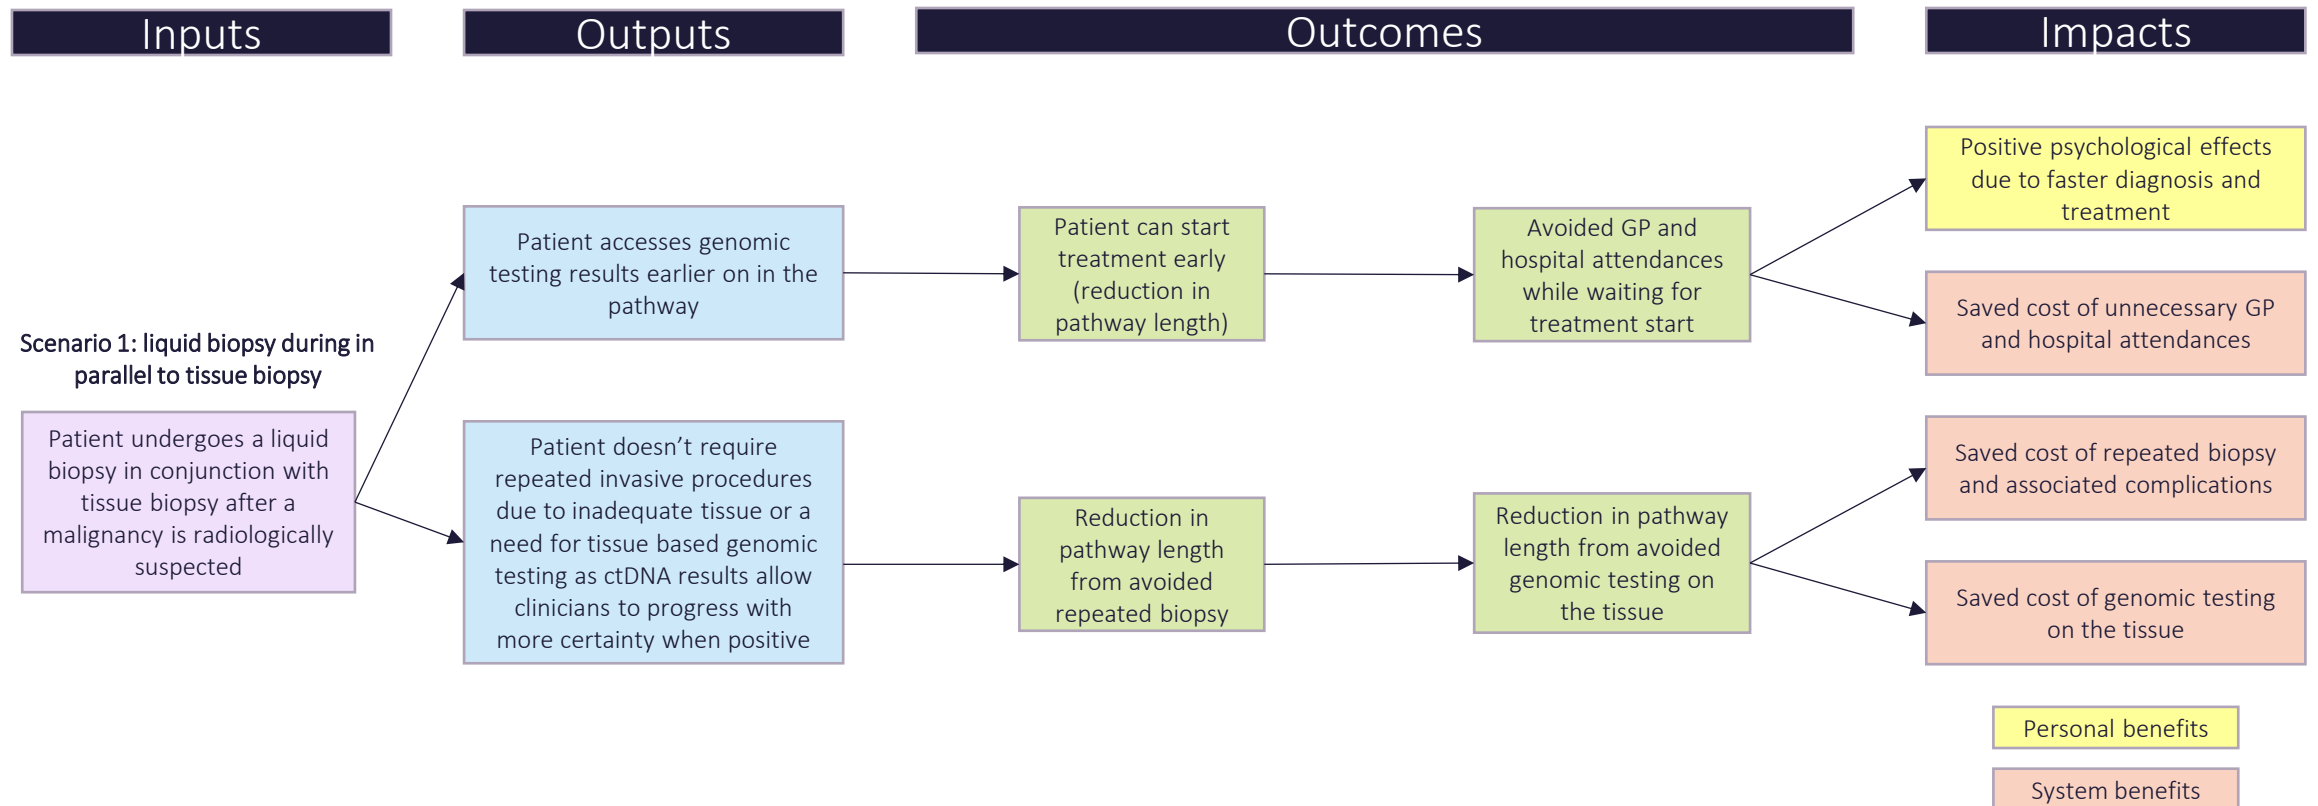 Inputs
Outputs
Outcomes
Impacts
Scenario 1: liquid biopsy during in
parallel to tissue biopsy
Patient undergoes a liquid
biopsy in conjunction with
tissue biopsy after a
malignancy is radiologically
suspected
Patient accesses genomic
testing results earlier on in the
pathway
Patient can start
treatment early
(reduction in
pathway length)
Avoided GP and
hospital attendances
while waiting for
treatment start
Positive psychological effects
due to faster diagnosis and
treatment
Saved cost of unnecessary GP
and hospital attendances
Patient doesn’t require
repeated invasive procedures
due to inadequate tissue or a
need for tissue based genomic
testing as ctDNA results allow
clinicians to progress with
more certainty when positive
Reduction in
pathway length
from avoided
repeated biopsy
Reduction in pathway
length from avoided
genomic testing on
the tissue
Saved cost of repeated biopsy
and associated complications
Saved cost of genomic testing
on the tissue
Personal benefits
System benefits